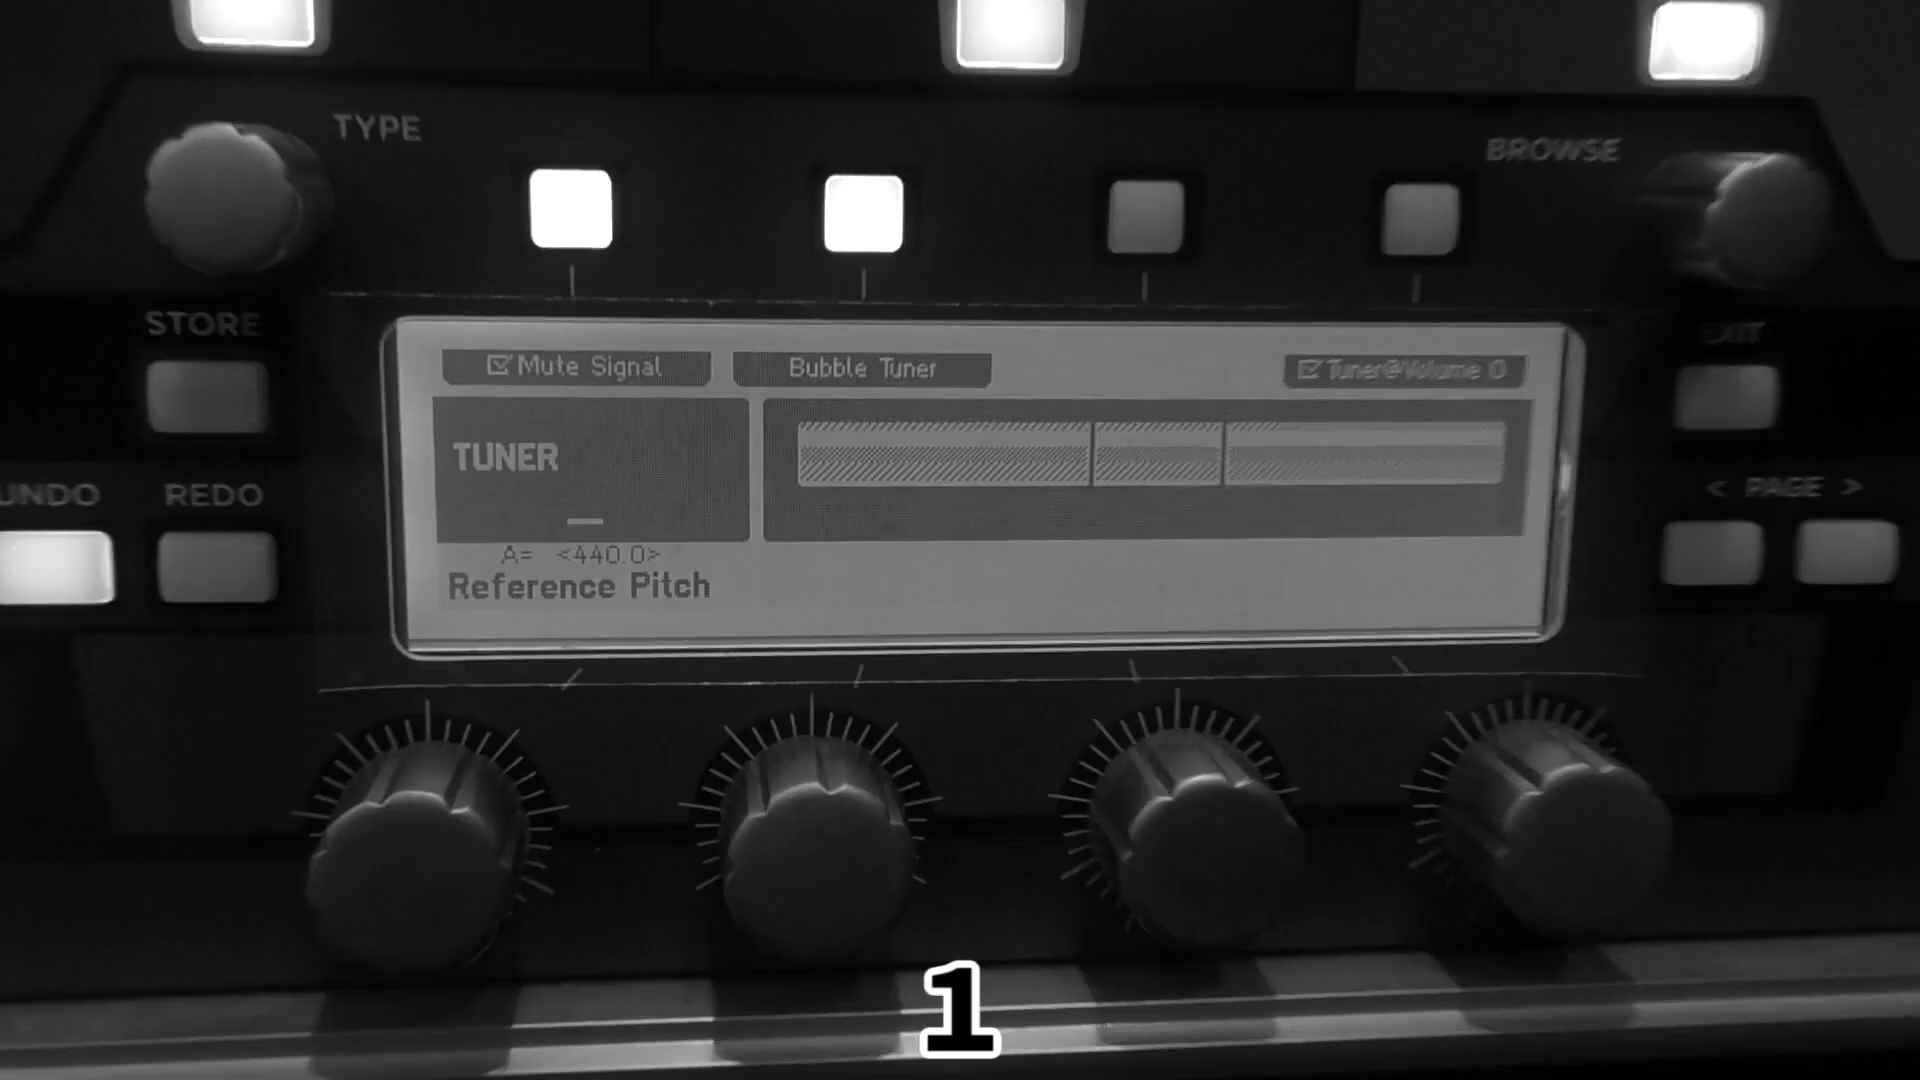 TYPE
BROWSE
STORE
EXIT
Mute Signal
Bubble Tuner
Tuner@Volume 0
TUNER
UNDO
REDO
< PAGE >
A= <440.0>
Reference Pitch
1